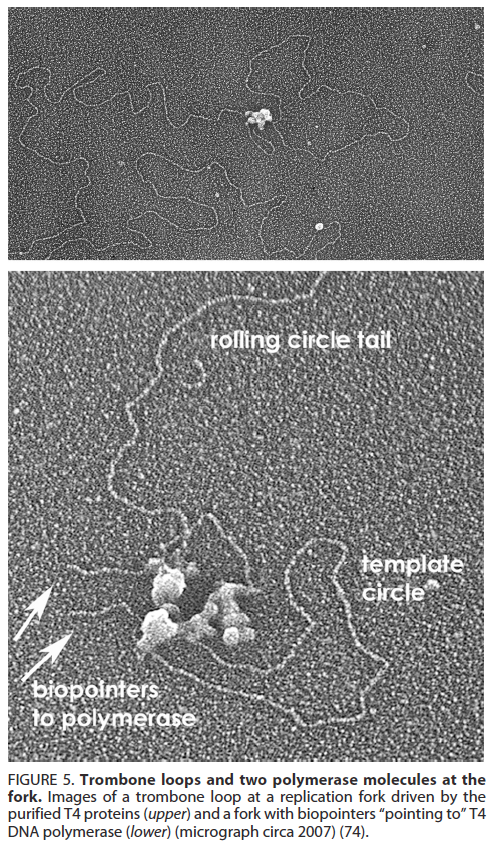 rolling circle tail
template
circle
biopointers
to polymerase
FIGURE 5. Trombone loops and two polymerase molecules at the
fork. Images of a trombone loop at a replication fork driven by the
purified T4 proteins (upper) and a fork with biopointers “pointing to” T4
DNA polymerase (lower) (micrograph circa 2007) (74).